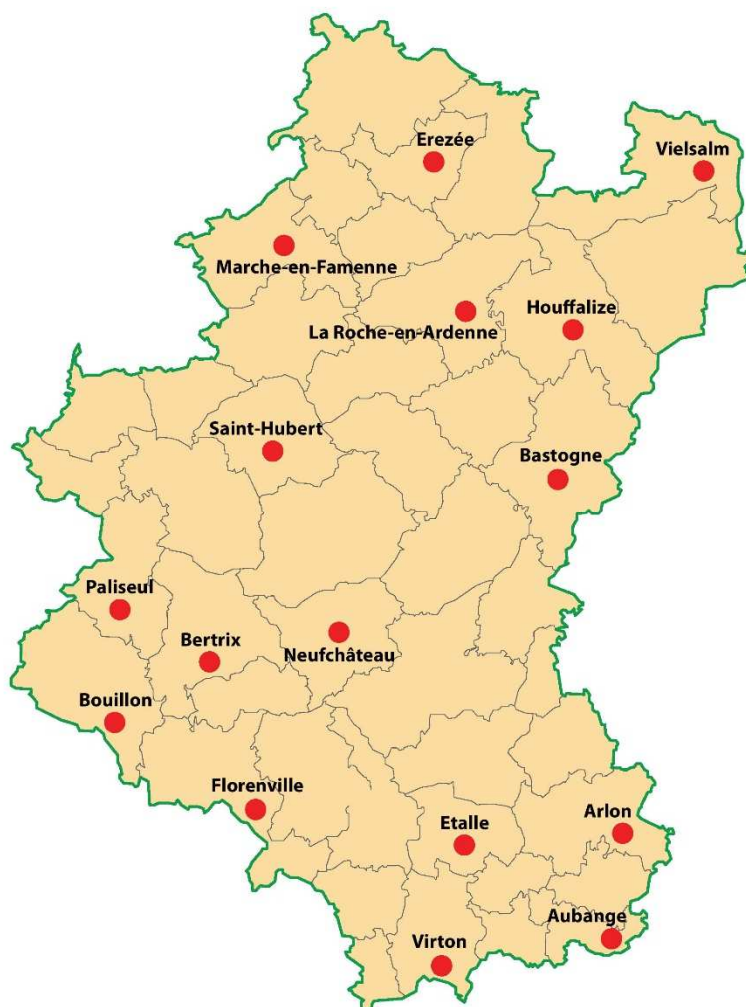 Erezée
Vielsalm
Marche-en-Famenne
Houffalize
La Roche-en-Ardenne
Saint-Hubert
Bastogne
Paliseul
Bertrix
Neufchâteau
Bouillon
Florenville
Arlon
Etalle
Aubange
Virton